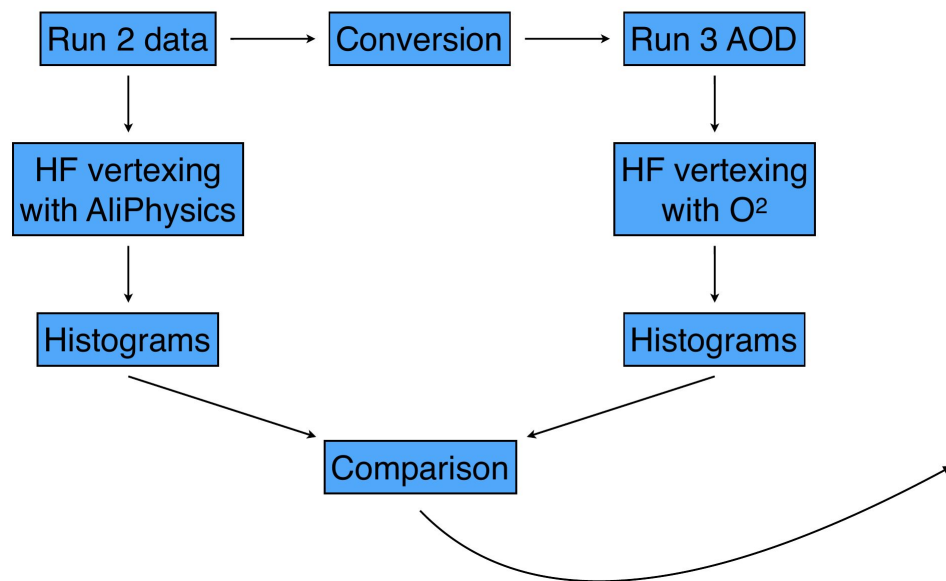 Run 2 data
Conversion
Run 3 AOD
HF vertexing
with AliPhysics
HF vertexing
with O²
Histograms
Histograms
Comparison